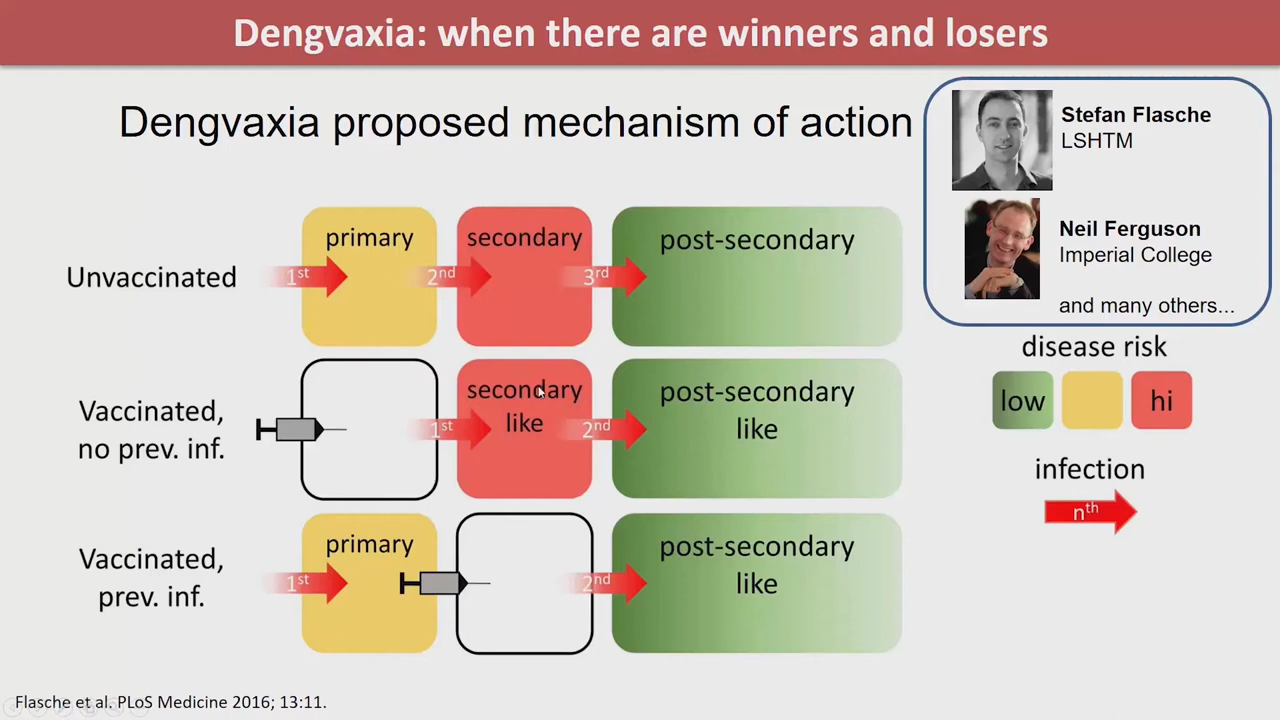 Dengvaxia: when there are winners and losers
Dengvaxia proposed mechanism of action
Stefan Flasche
LSHTM
Neil Ferguson
Imperial College
and many others...
Unvaccinated
1st
primary
2nd
secondary
3rd
post-secondary
Vaccinated,
no prev. inf.
1st
secondary
like
2nd
post-secondary
like
Vaccinated,
prev. inf.
1st
primary
2nd
post-secondary
like
disease risk
low
hi
infection
nth
Flasche et al. PLoS Medicine 2016; 13:11.